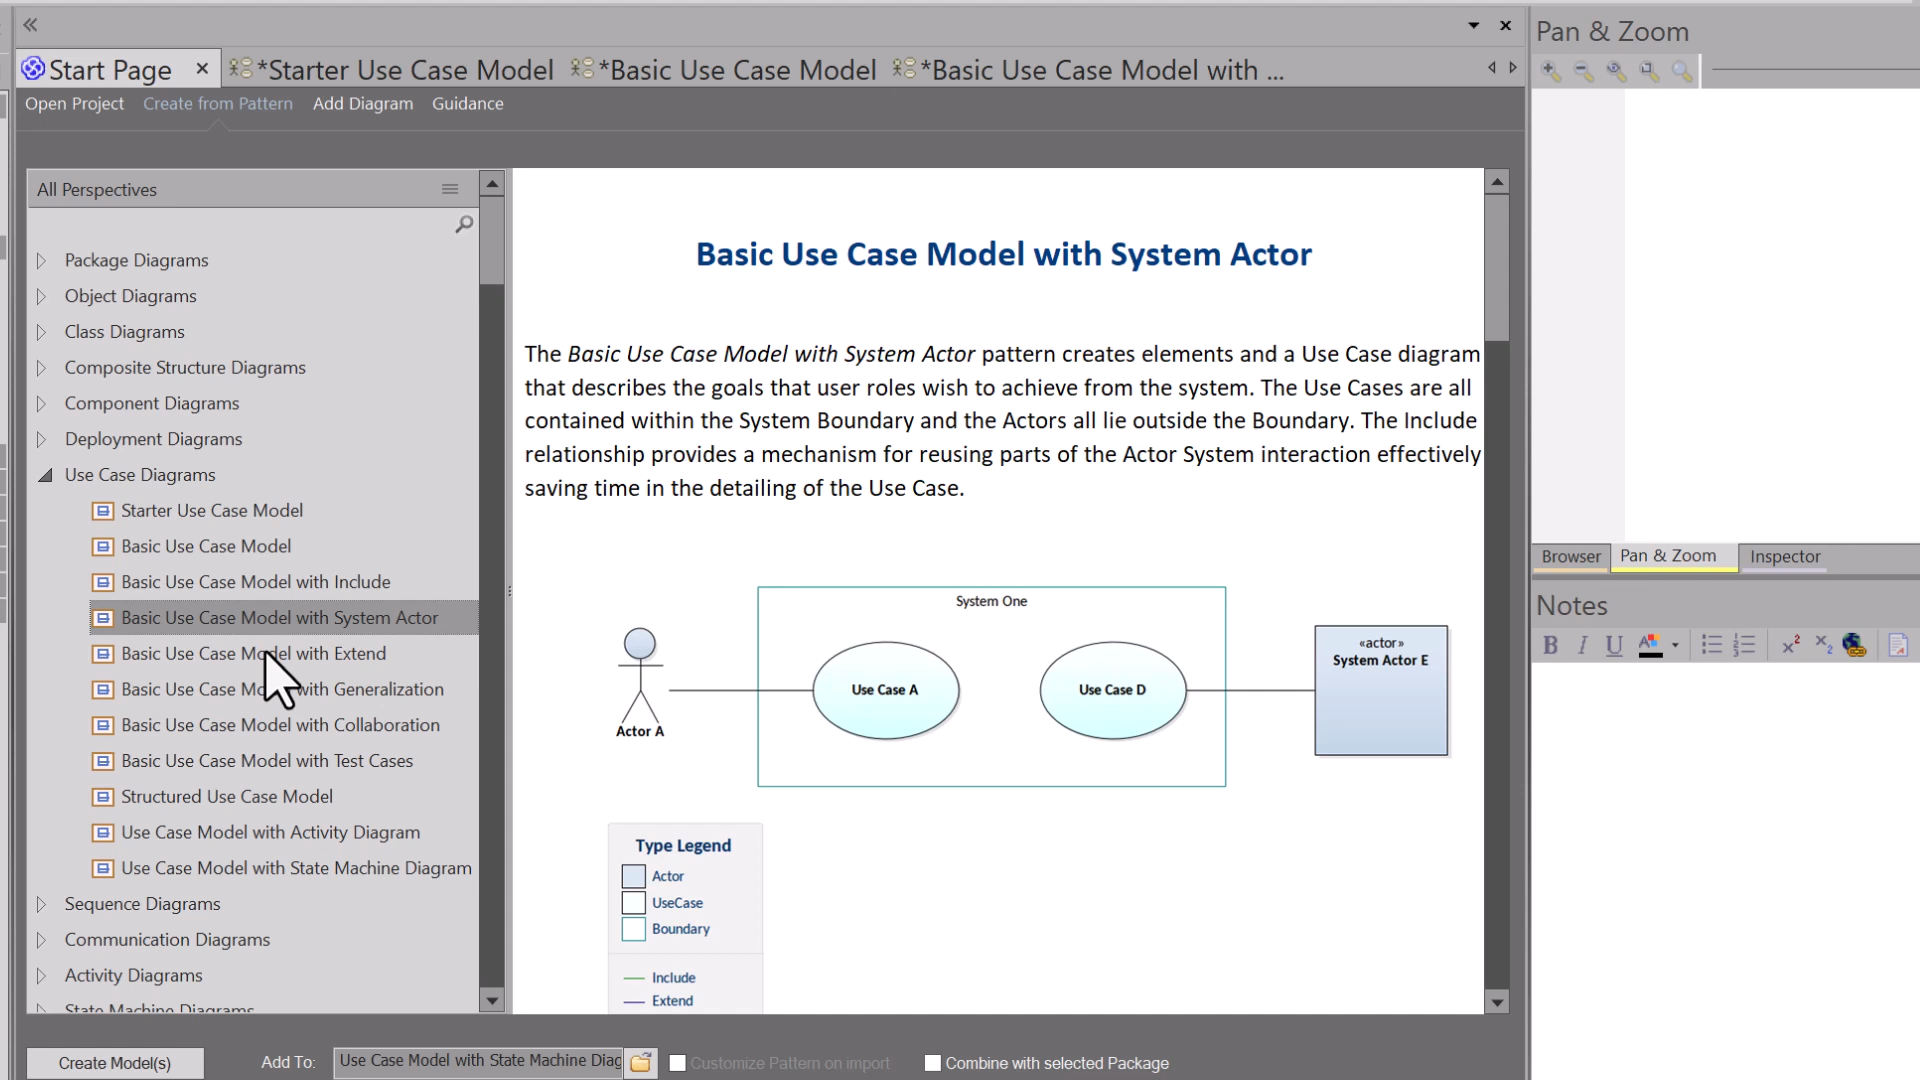 Start Page
*Starter Use Case Model
*Basic Use Case Model
*Basic Use Case Model with ...
Open Project
Create from Pattern
Add Diagram
Guidance
All Perspectives
Package Diagrams
Object Diagrams
Class Diagrams
Composite Structure Diagrams
Component Diagrams
Deployment Diagrams
Use Case Diagrams
Starter Use Case Model
Basic Use Case Model
Basic Use Case Model with Include
Basic Use Case Model with System Actor
Basic Use Case Model with Extend
Basic Use Case Model with Generalization
Basic Use Case Model with Collaboration
Basic Use Case Model with Test Cases
Structured Use Case Model
Use Case Model with Activity Diagram
Use Case Model with State Machine Diagram
Sequence Diagrams
Communication Diagrams
Activity Diagrams
State Machine Diagrams
Create Model(s)
Add To:
Use Case Model with State Machine Diag
Customize Pattern on import
Combine with selected Package
Basic Use Case Model with System Actor
The Basic Use Case Model with System Actor pattern creates elements and a Use Case diagram
that describes the goals that user roles wish to achieve from the system. The Use Cases are all
contained within the System Boundary and the Actors all lie outside the Boundary. The Include
relationship provides a mechanism for reusing parts of the Actor System interaction effectively
saving time in the detailing of the Use Case.
System One
Actor A
Use Case A
Use Case D
«actor»
System Actor E
Type Legend
Actor
UseCase
Boundary
Include
Extend
Pan & Zoom
Browser
Pan & Zoom
Inspector
Notes
B I U A x² x₂